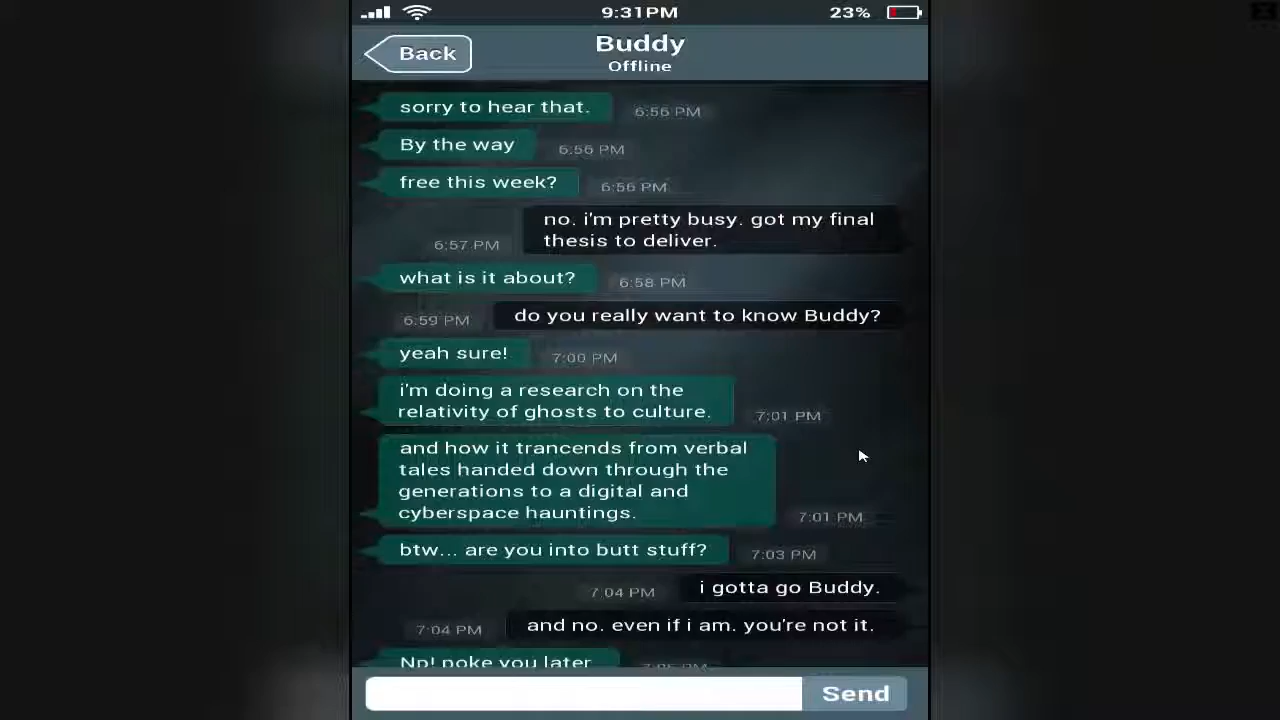 9:31PM
23%
Back
Buddy
Offline
sorry to hear that.
6:56 PM
By the way
6:56 PM
free this week?
6:56 PM
no. i'm pretty busy. got my final
thesis to deliver.
6:57 PM
what is it about?
6:58 PM
do you really want to know Buddy?
6:59 PM
yeah sure!
7:00 PM
i'm doing a research on the
relativity of ghosts to culture.
7:01 PM
and how it trancends from verbal
tales handed down through the
generations to a digital and
cyberspace hauntings.
7:01 PM
btw... are you into butt stuff?
7:03 PM
i gotta go Buddy.
7:04 PM
and no. even if i am. you're not it.
7:04 PM
Np! poke you later
Send